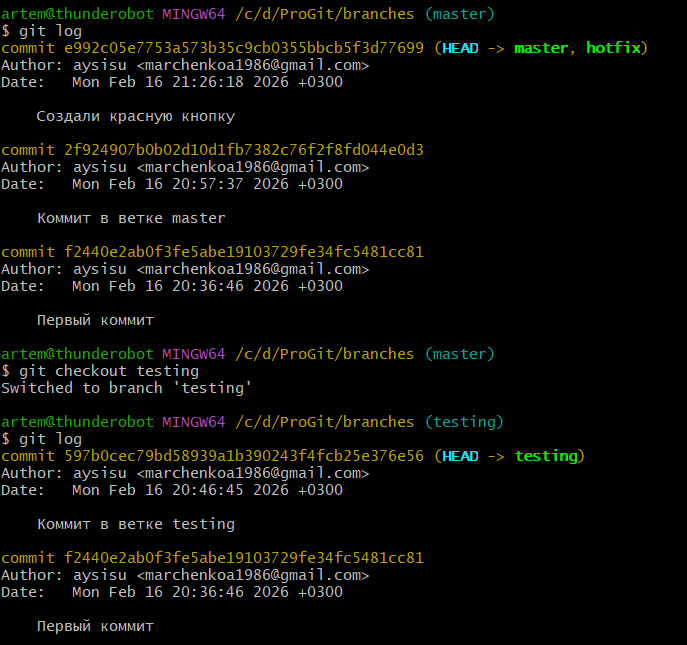 artem@thunderobot MINGW64 /c/d/ProGit/branches (master)
$ git log
commit e992c05e7753a573b35c9cb0355bbcb5f3d77699 (HEAD -> master, hotfix)
Author: aysisu <marchenkoa1986@gmail.com>
Date:   Mon Feb 16 21:26:18 2026 +0300
    Создали красную кнопку
commit 2f924907b0b02d10d1fb7382c76f2f8fd044e0d3
Author: aysisu <marchenkoa1986@gmail.com>
Date:   Mon Feb 16 20:57:37 2026 +0300
    Коммит в ветке master
commit f2440e2ab0f3fe5abe19103729fe34fc5481cc81
Author: aysisu <marchenkoa1986@gmail.com>
Date:   Mon Feb 16 20:36:46 2026 +0300
    Первый коммит
artem@thunderobot MINGW64 /c/d/ProGit/branches (master)
$ git checkout testing
Switched to branch 'testing'
artem@thunderobot MINGW64 /c/d/ProGit/branches (testing)
$ git log
commit 597b0cec79bd58939a1b390243f4fcb25e376e56 (HEAD -> testing)
Author: aysisu <marchenkoa1986@gmail.com>
Date:   Mon Feb 16 20:46:45 2026 +0300
    Коммит в ветке testing
commit f2440e2ab0f3fe5abe19103729fe34fc5481cc81
Author: aysisu <marchenkoa1986@gmail.com>
Date:   Mon Feb 16 20:36:46 2026 +0300
    Первый коммит